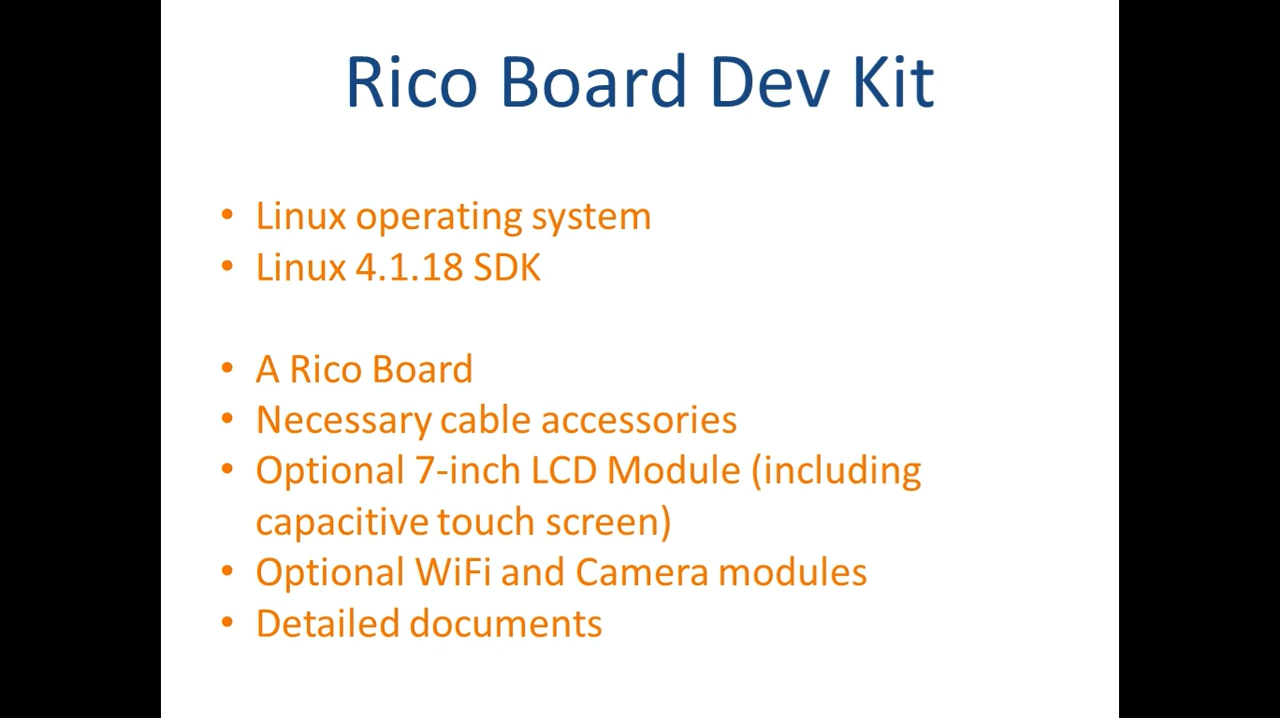 Rico Board Dev Kit
• Linux operating system
• Linux 4.1.18 SDK
• A Rico Board
• Necessary cable accessories
• Optional 7-inch LCD Module (including
capacitive touch screen)
• Optional WiFi and Camera modules
• Detailed documents